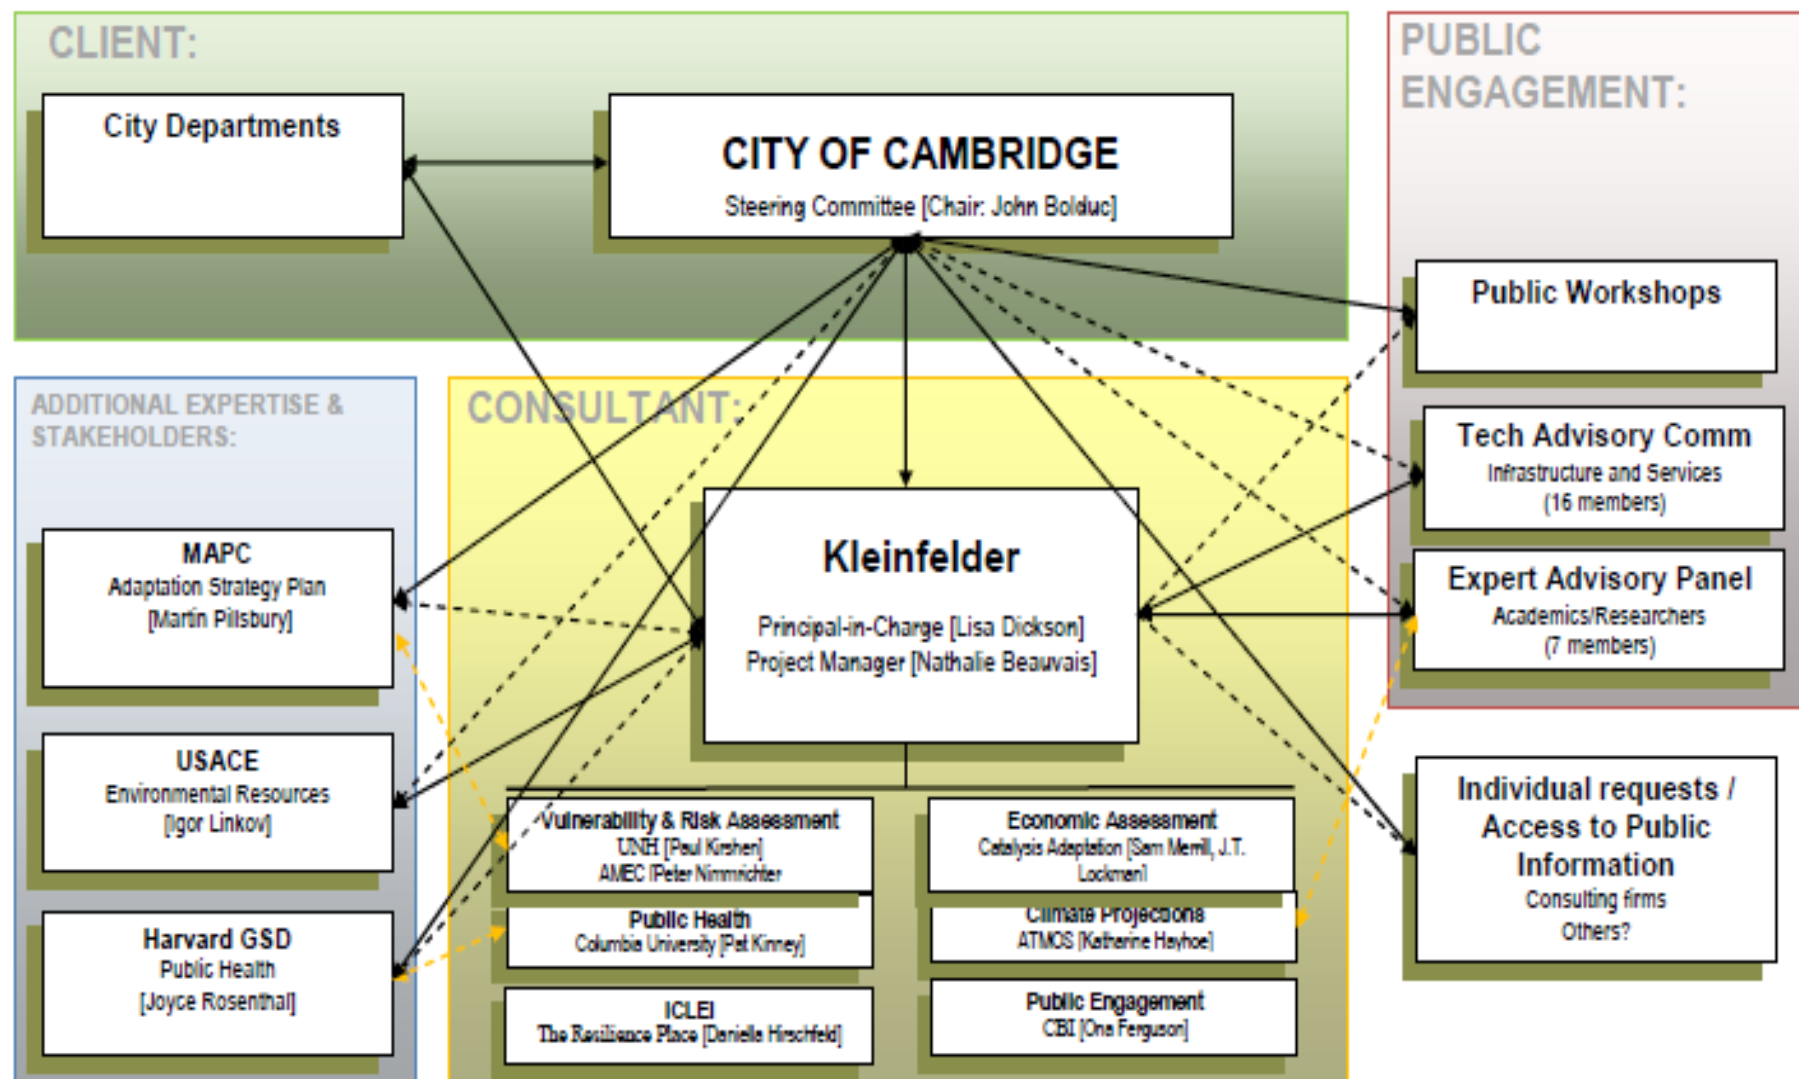 CLIENT:
City Departments
CITY OF CAMBRIDGE
Steering Committee [Chair: John Bolduc]
PUBLIC
ENGAGEMENT:
Public Workshops
Tech Advisory Comm
Infrastructure and Services
(16 members)
Expert Advisory Panel
Academics/Researchers
(7 members)
Individual requests /
Access to Public
Information
Consulting firms
Others?
ADDITIONAL EXPERTISE &
STAKEHOLDERS:
MAPC
Adaptation Strategy Plan
[Martin Pillsbury]
USACE
Environmental Resources
[Igor Linkov]
Harvard GSD
Public Health
[Joyce Rosenthal]
CONSULTANT:
Kleinfelder
Principal-in-Charge [Lisa Dickson]
Project Manager [Nathalie Beauvais]
Vulnerability & Risk Assessment
UNH [Paul Kirshen]
AMEC [Peter Nimmrichter
Public Health
Columbia University [Pat Kinney]
ICLEI
The Resilience Place [Daniella Hirschfeld]
Economic Assessment
Catalysis Adaptation [Sam Merrill, J.T.
Lockman]
Climate Projections
ATMOS [Katharine Hayhoe]
Public Engagement
CBI [Ona Ferguson]